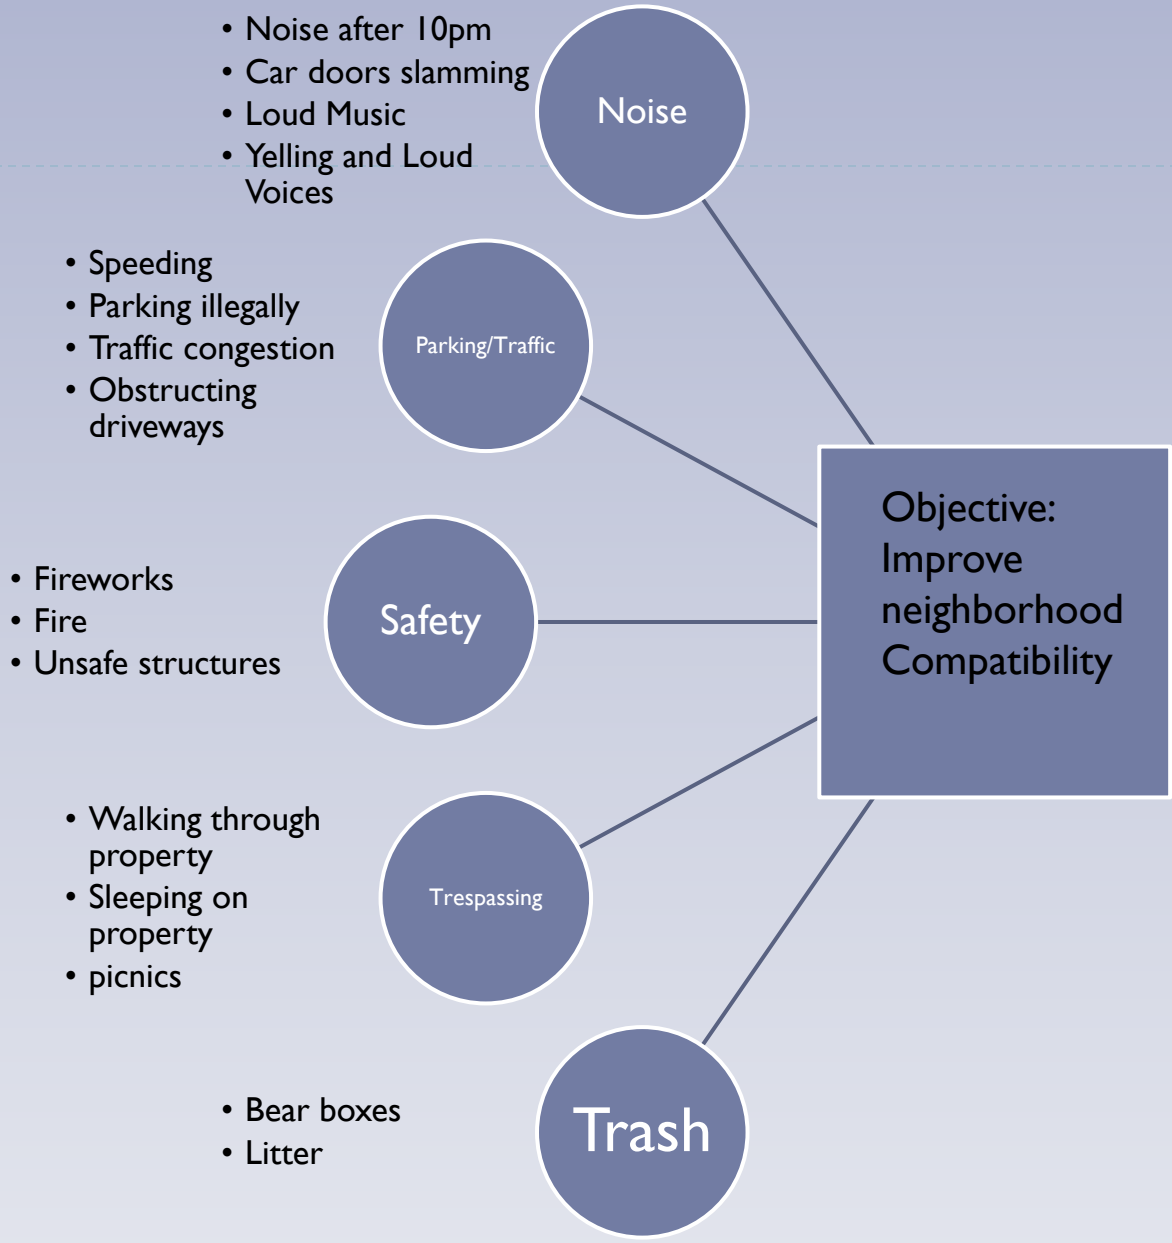 • Noise after 10pm
• Car doors slamming
• Loud Music
• Yelling and Loud
Voices
Noise
• Speeding
• Parking illegally
• Traffic congestion
• Obstructing
driveways
Parking/Traffic
• Fireworks
• Fire
• Unsafe structures
Safety
• Walking through
property
• Sleeping on
property
• picnics
Trespassing
• Bear boxes
• Litter
Trash
Objective:
Improve
neighborhood
Compatibility